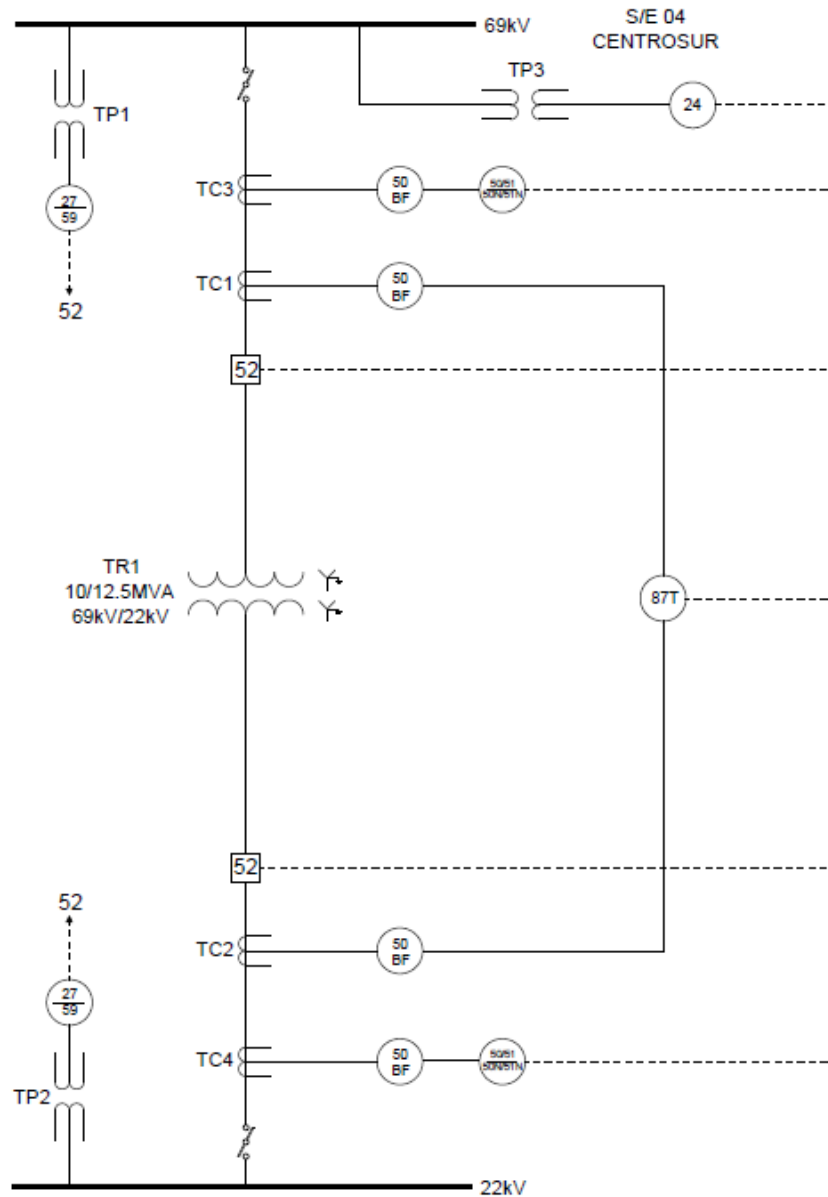 69kV
S/E 04
CENTROSUR
TP3
24
TP1
27
59
52
TC3
50
BF
50/51
50N/51N
TC1
50
BF
52
TR1
10/12.5MVA
69kV/22kV
87T
52
52
TC2
50
BF
27
59
TC4
50
BF
50/51
50N/51N
TP2
22kV